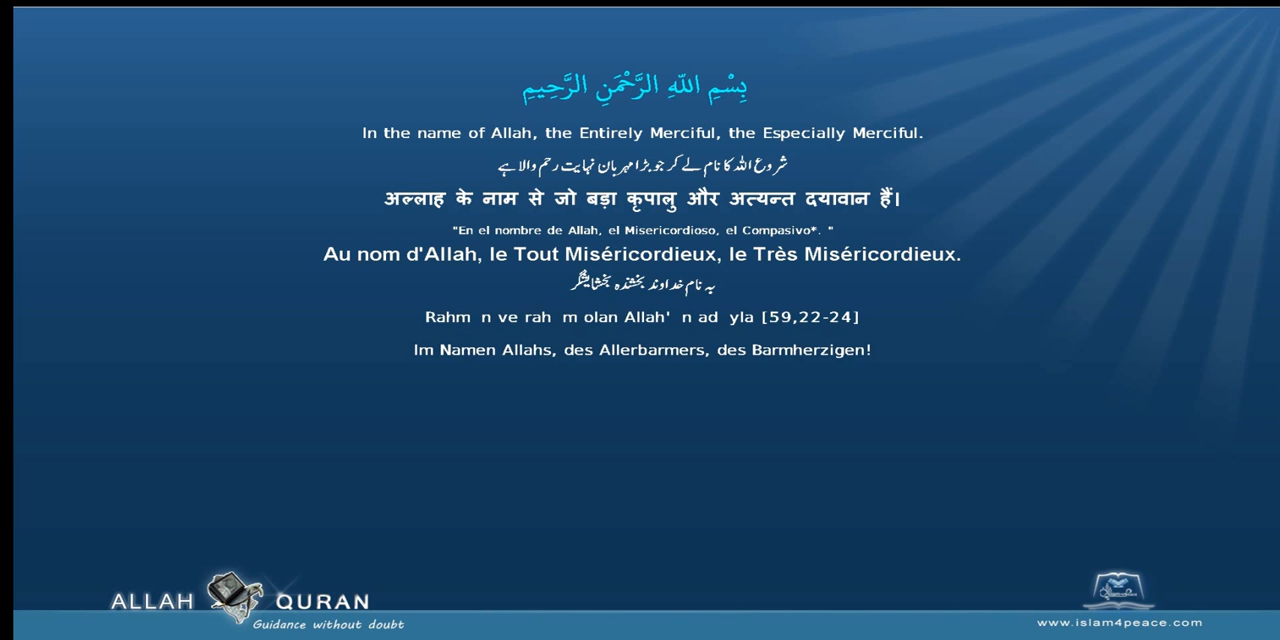 بِسْمِ اللَّهِ الرَّحْمَنِ الرَّحِيمِ
In the name of Allah, the Entirely Merciful, the Especially Merciful.
شروع اللہ کا نام لے کر جو بڑا مہربان نہایت رحم والا ہے
अल्लाह के नाम से जो बड़ा कृपालु और अत्यन्त दयावान हैं।
"En el nombre de Allah, el Misericordioso, el Compasivo*. "
Au nom d'Allah, le Tout Miséricordieux, le Très Miséricordieux.
به نام خداوند بخشنده بخشایشگر
Rahm n ve rah m olan Allah' n ad yla [59,22-24]
Im Namen Allahs, des Allerbarmers, des Barmherzigen!
ALLAH QURAN
Guidance without doubt
www.islam4peace.com